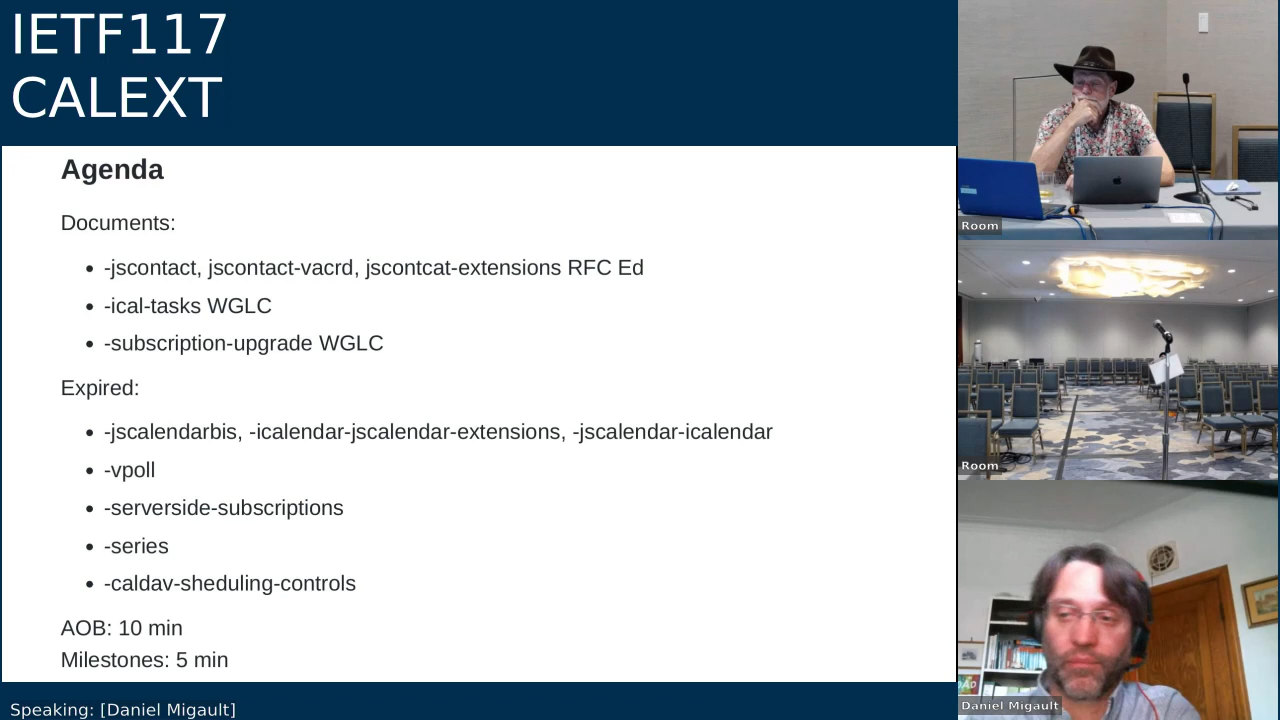 IETF117
CALEXT
Agenda
Documents:
-jscontact, jscontact-vacrd, jscontcat-extensions RFC Ed
-ical-tasks WGLC
-subscription-upgrade WGLC
Expired:
-jscalendarbis, -icalendar-jscalendar-extensions, -jscalendar-icalendar
-vpoll
-serverside-subscriptions
-series
-caldav-sheduling-controls
AOB: 10 min
Milestones: 5 min
Speaking: [Daniel Migault]
Room
Room
Daniel Migault